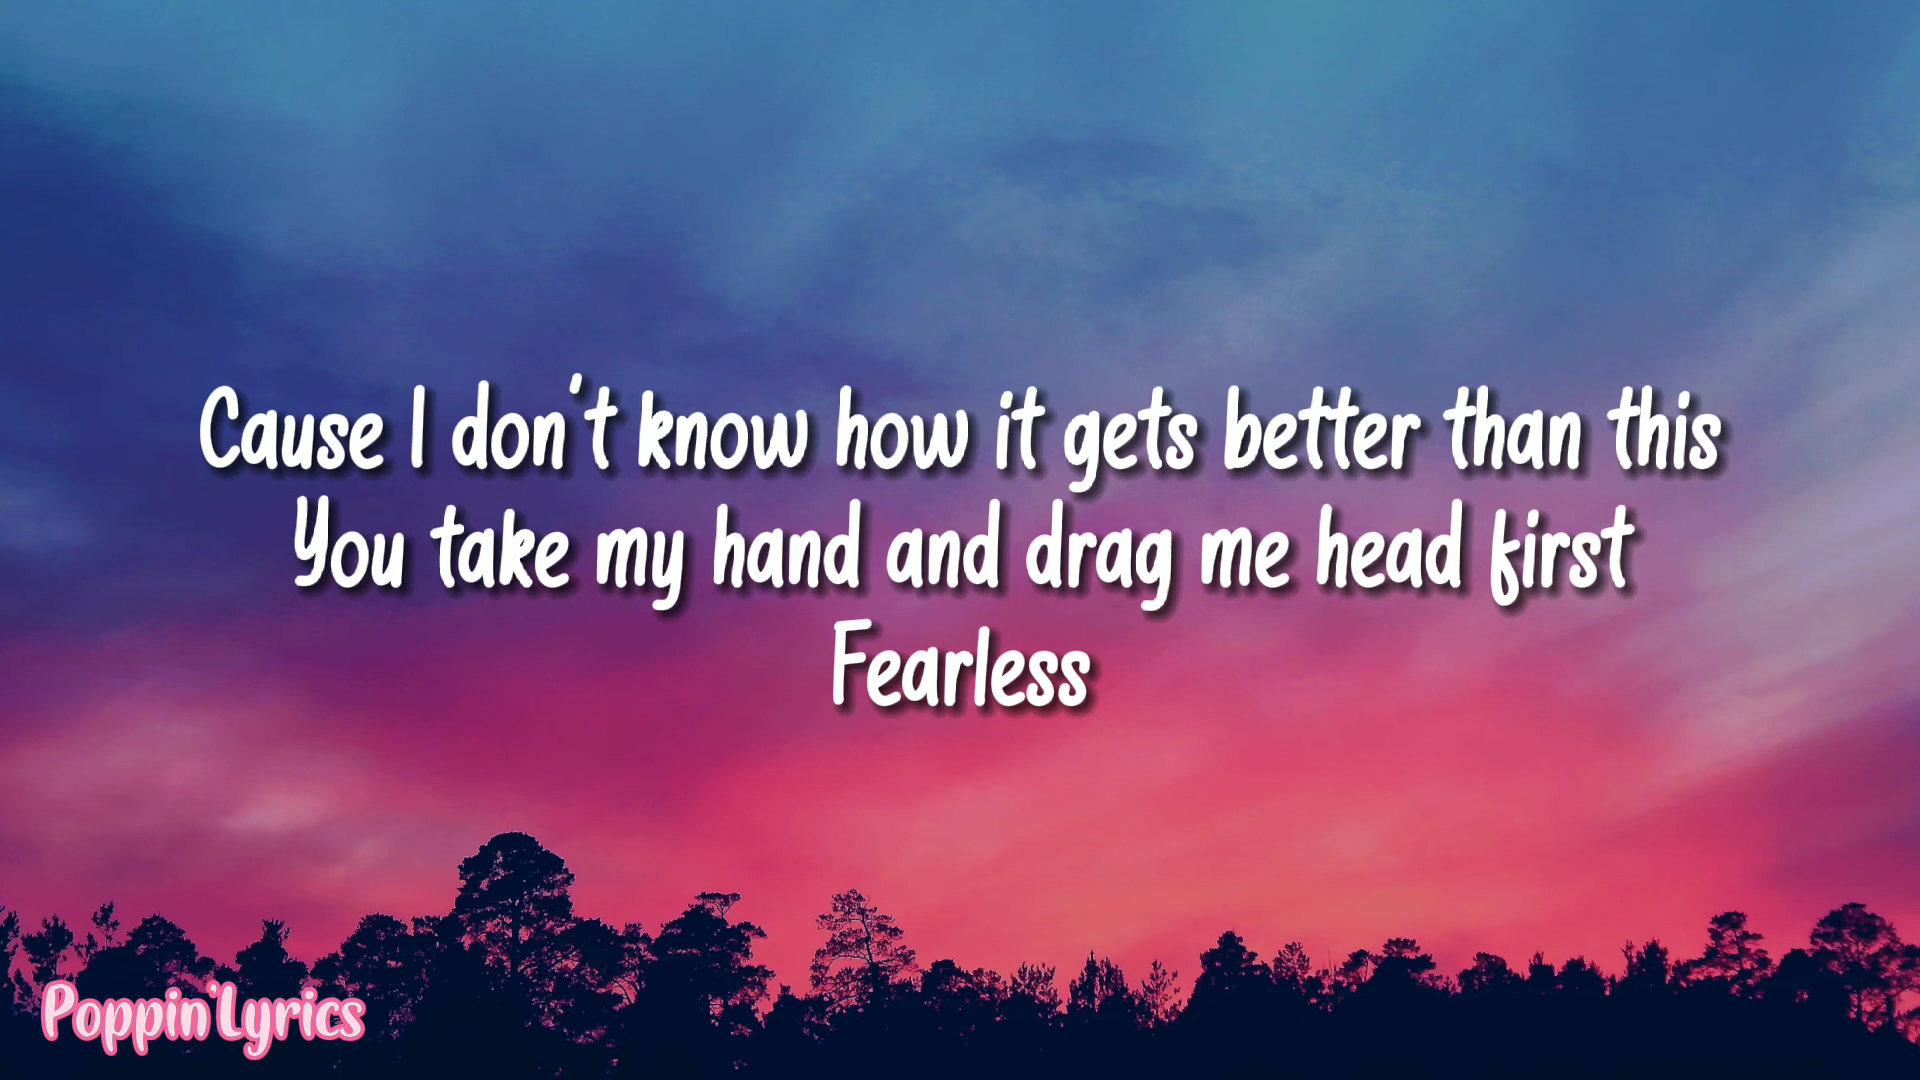 Cause I don't know how it gets better than this
You take my hand and drag me head first
Fearless
Poppin'Lyrics